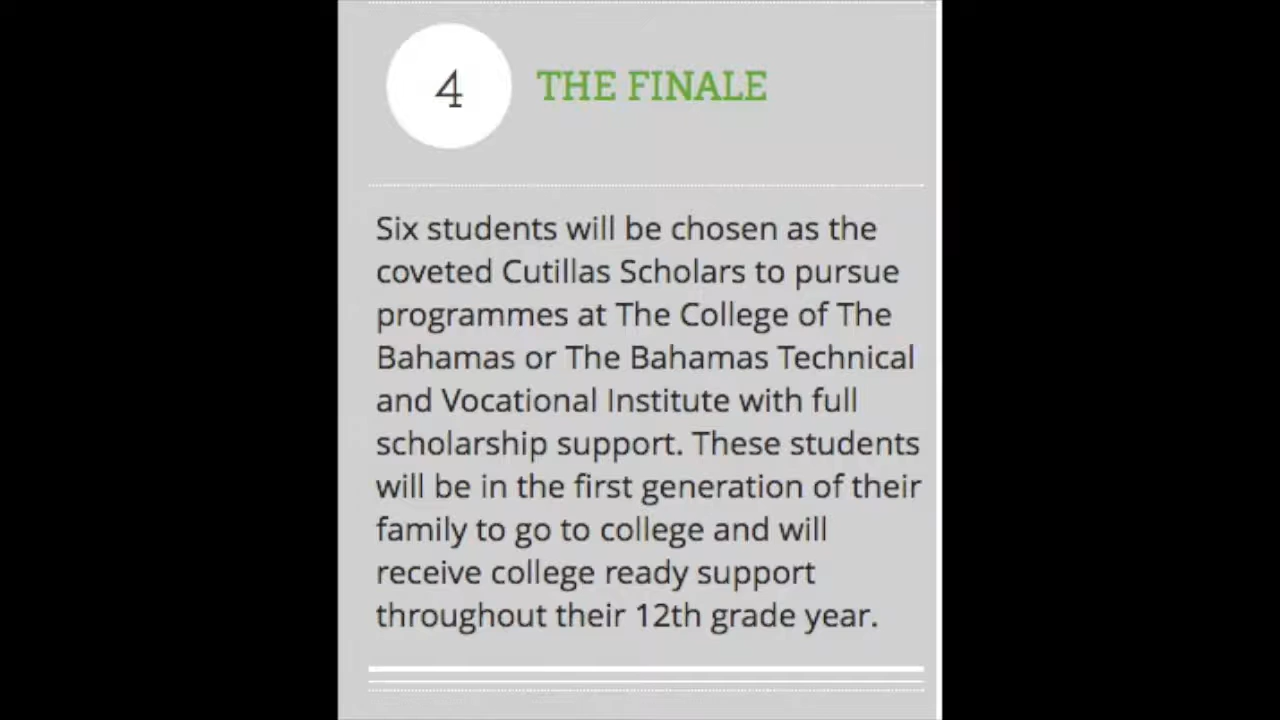 4
THE FINALE
Six students will be chosen as the
coveted Cutillas Scholars to pursue
programmes at The College of The
Bahamas or The Bahamas Technical
and Vocational Institute with full
scholarship support. These students
will be in the first generation of their
family to go to college and will
receive college ready support
throughout their 12th grade year.